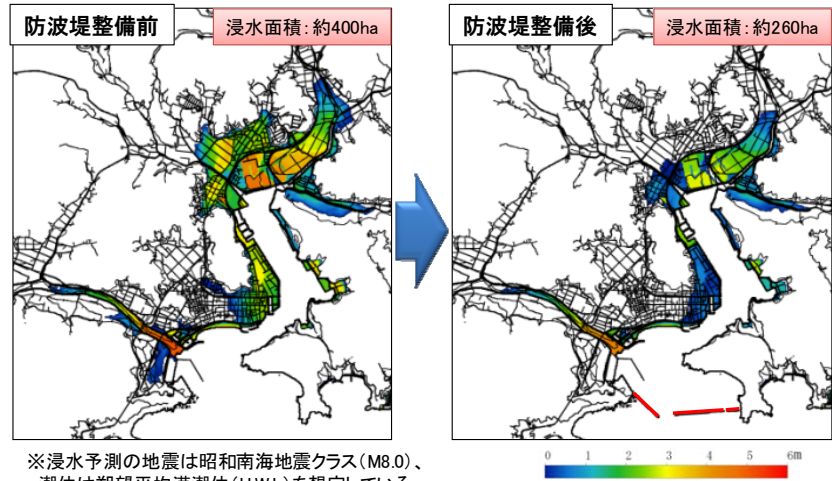 防波堤整備前
浸水面積:約400ha
防波堤整備後
浸水面積:約260ha
※浸水予測の地震は昭和南海地震クラス(M8.0)、
0 1 2 3 4 5 6m